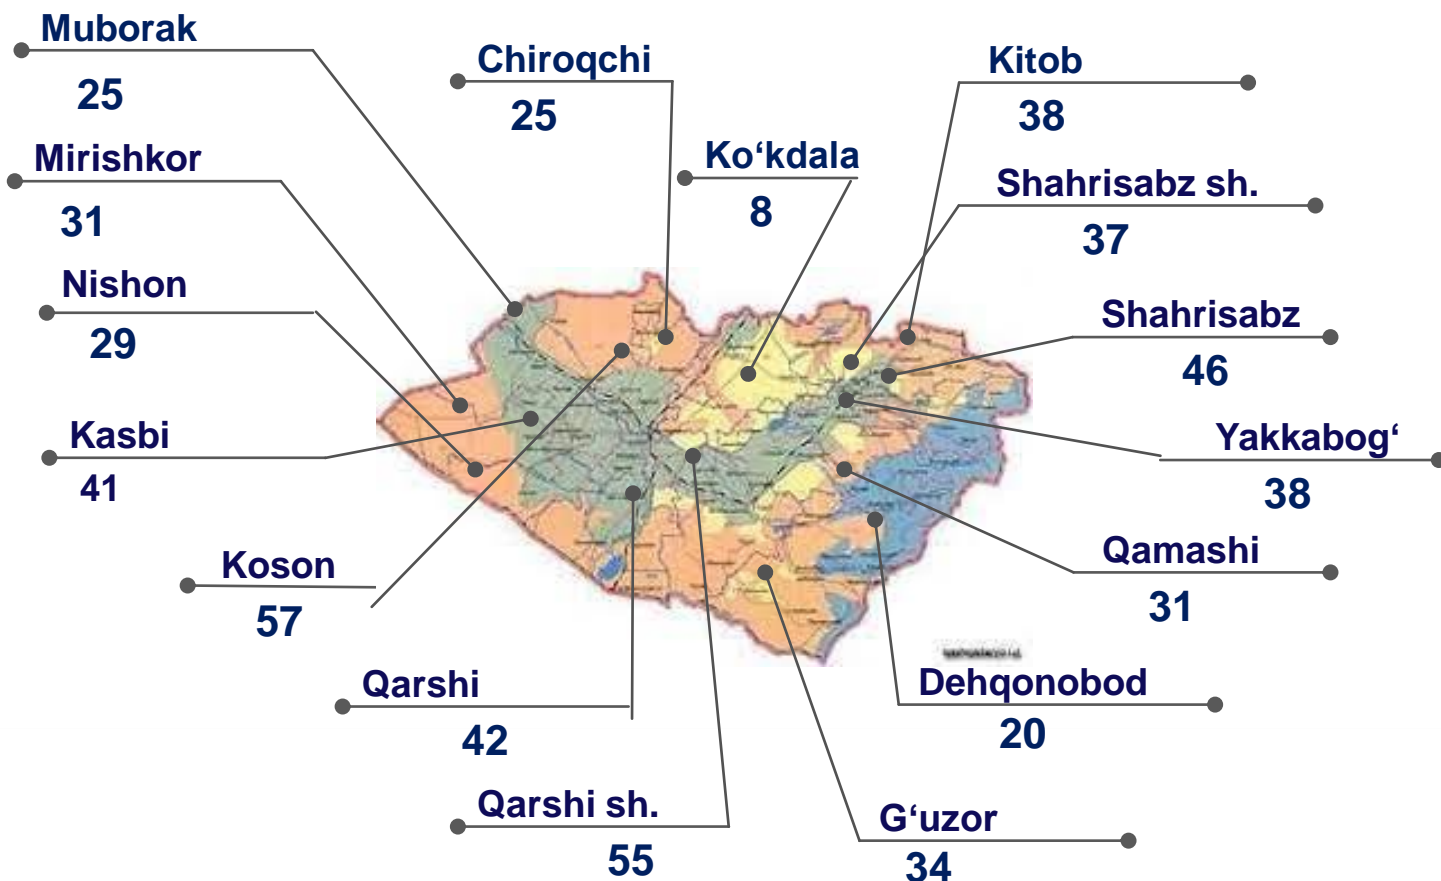 Muborak
25
Chiroqchi
25
Kitob
38
Mirishkor
31
Ko‘kdala
8
Shahrisabz sh.
37
Nishon
29
Shahrisabz
46
Kasbi
41
Yakkabog‘
38
Koson
57
Qamashi
31
Qarshi
42
Dehqonobod
20
Qarshi sh.
55
G‘uzor
34